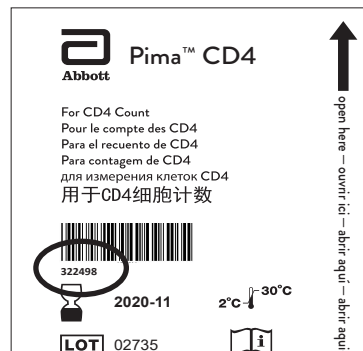 Abbott
Pima™ CD4
For CD4 Count
Pour le compte des CD4
Para el recuento de CD4
Para contagem de CD4
для измерения клеток CD4
用于CD4细胞计数
322498
2020-11
2°C
30°C
LOT 02735
i
open here – ouvrir ici – abrir aquí – abrir aqui